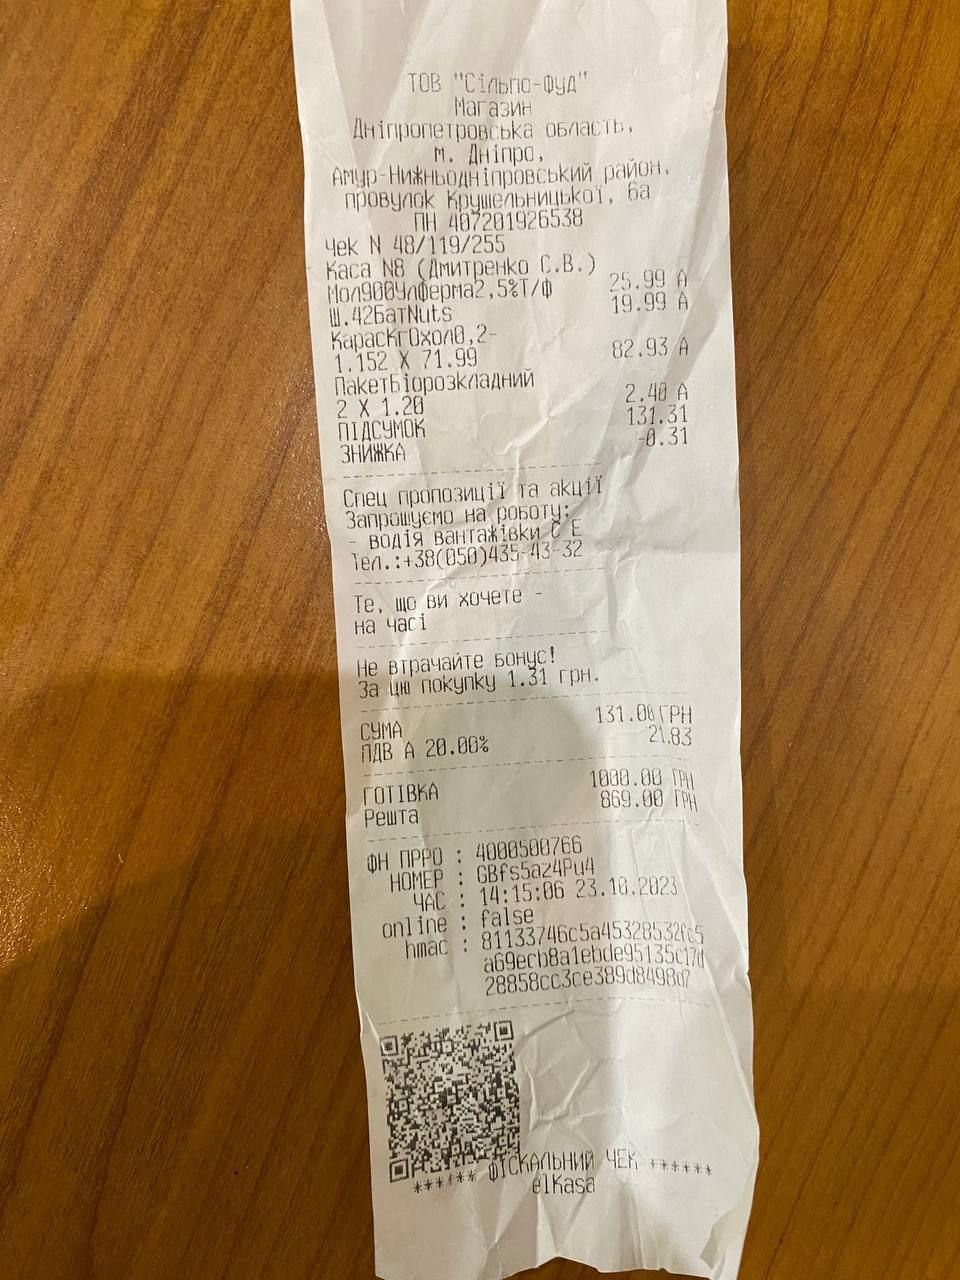 ТОВ "Сільпо-Фуд"
Магазин
Дніпропетровська область,
м. Дніпро,
Амур-Нижньодніпровський район,
провулок Крушельницької, 6а
ПН 407201926538
Чек N 48/119/255
Каса N8 (Дмитренко С.В.)
Мол900Улферма2,5%Т/ф 25.99 А
Ш.42БатNuts 19.99 А
КарасКгОхол0,2-
1.152 X 71.99 82.93 А
ПакетБіорозкладний
2 X 1.20 2.40 А
ПІДСУМОК 131.31
ЗНИЖКА -0.31
Спец пропозиції та акції
Запрошуємо на роботу:
- водія вантажівки С Е
Тел.:+38(050)435-43-32
Те, що ви хочете -
на часі
Не втрачайте бонус!
За цю покупку 1.31 грн.
СУМА 131.00 ГРН
ПДВ А 20.00% 21.83
ГОТІВКА 1000.00 ГРН
Решта 869.00 ГРН
ФН ПРРО : 4000500766
НОМЕР : GBfs5az4Pu4
ЧАС : 14:15:06 23.10.2023
online : false
hmac : 81133746c5a45328532fc5
a69ecb8a1ebde95135c17d
28858cc3ce389d8498d7
****** ФІСКАЛЬНИЙ ЧЕК ******
elKasa